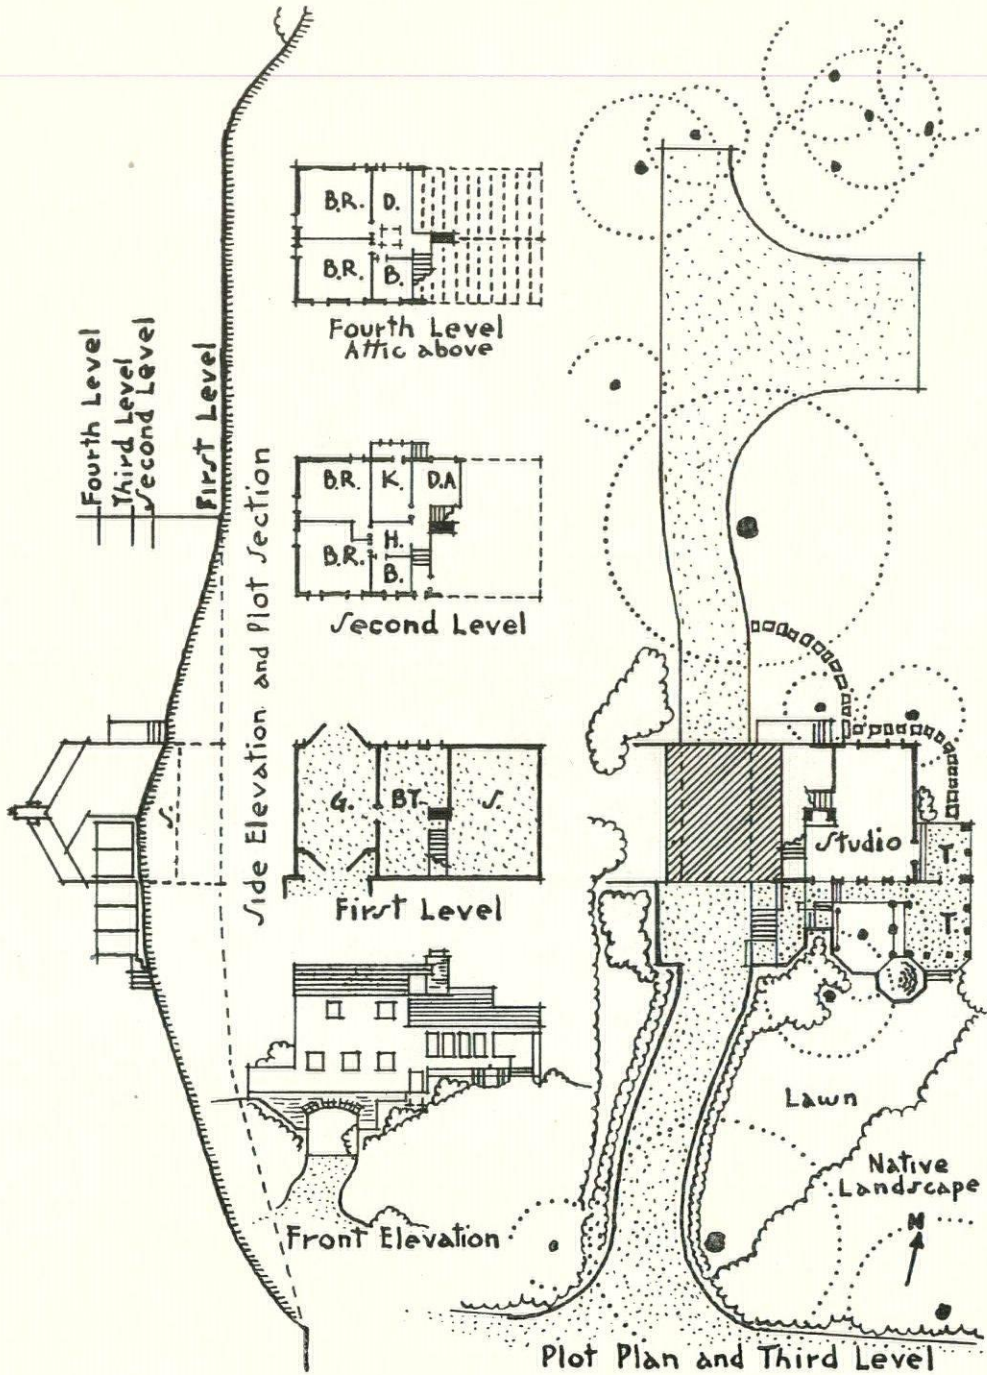 B.R.
D.
B.R.
B.
Fourth Level
Attic above
Fourth Level
Third Level
Second Level
First Level
Side Elevation and Plot Section
B.R.
K.
D.A
B.R.
H.
B.
Second Level
S.
G.
BT.
S.
First Level
Studio
T.
T.
Front Elevation
Lawn
Native
Landscape
N
Plot Plan and Third Level